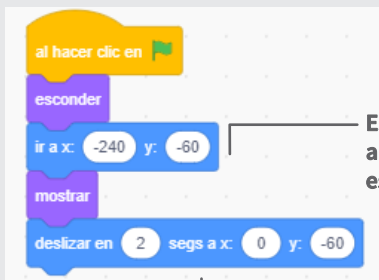 al hacer clic en
esconder
ir a x: -240 y: -60
mostrar
deslizar en 2 segs a x: 0 y: -60